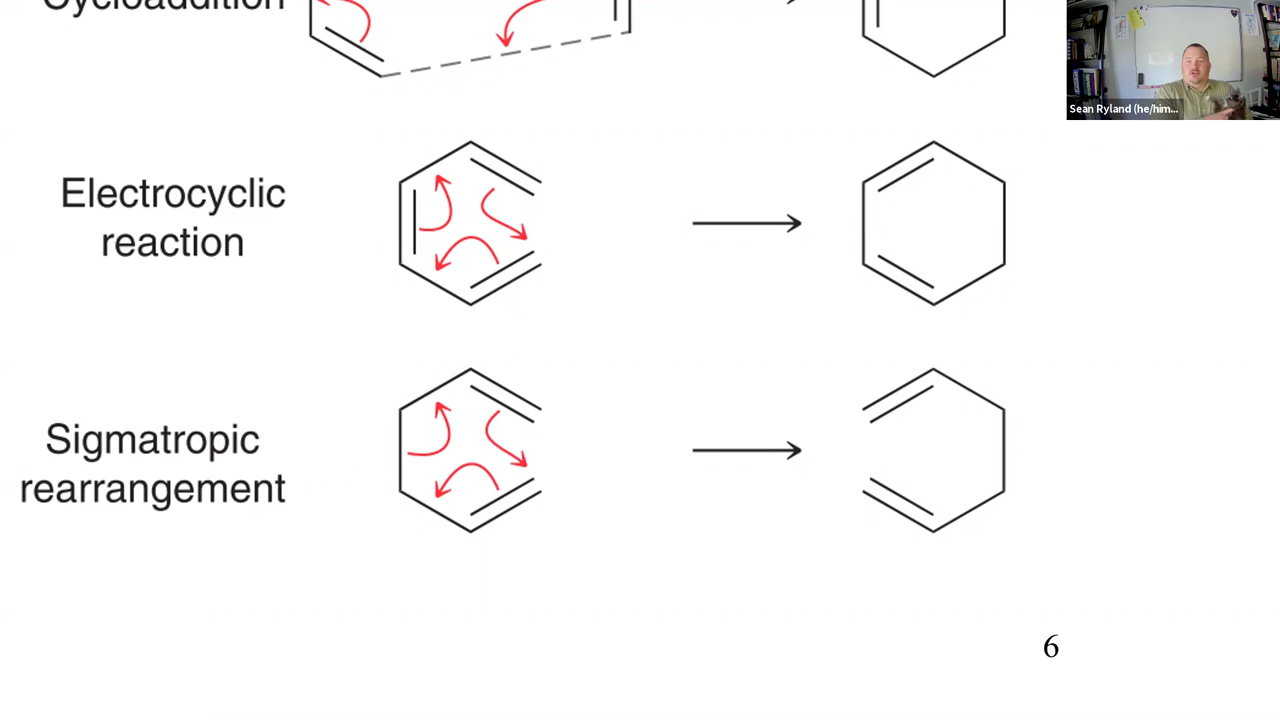 Cycloaddition
Sean Ryland (he/him...
Electrocyclic
reaction
Sigmatropic
rearrangement
6